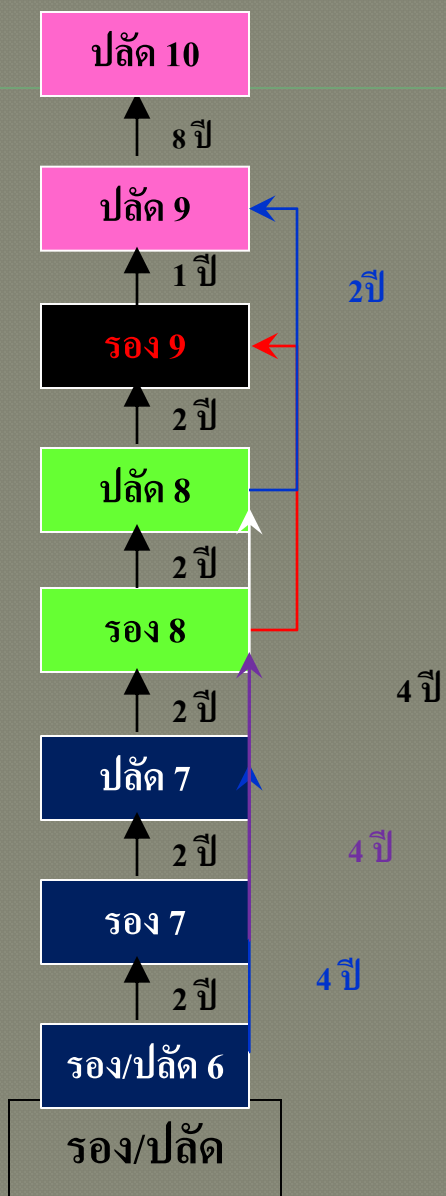 ปลัด 10
8 ปี
ปลัด 9
1 ปี
2ปี
รอง 9
2 ปี
ปลัด 8
2 ปี
รอง 8
4 ปี
2 ปี
ปลัด 7
4 ปี
2 ปี
รอง 7
4 ปี
2 ปี
รอง/ปลัด 6
รอง/ปลัด